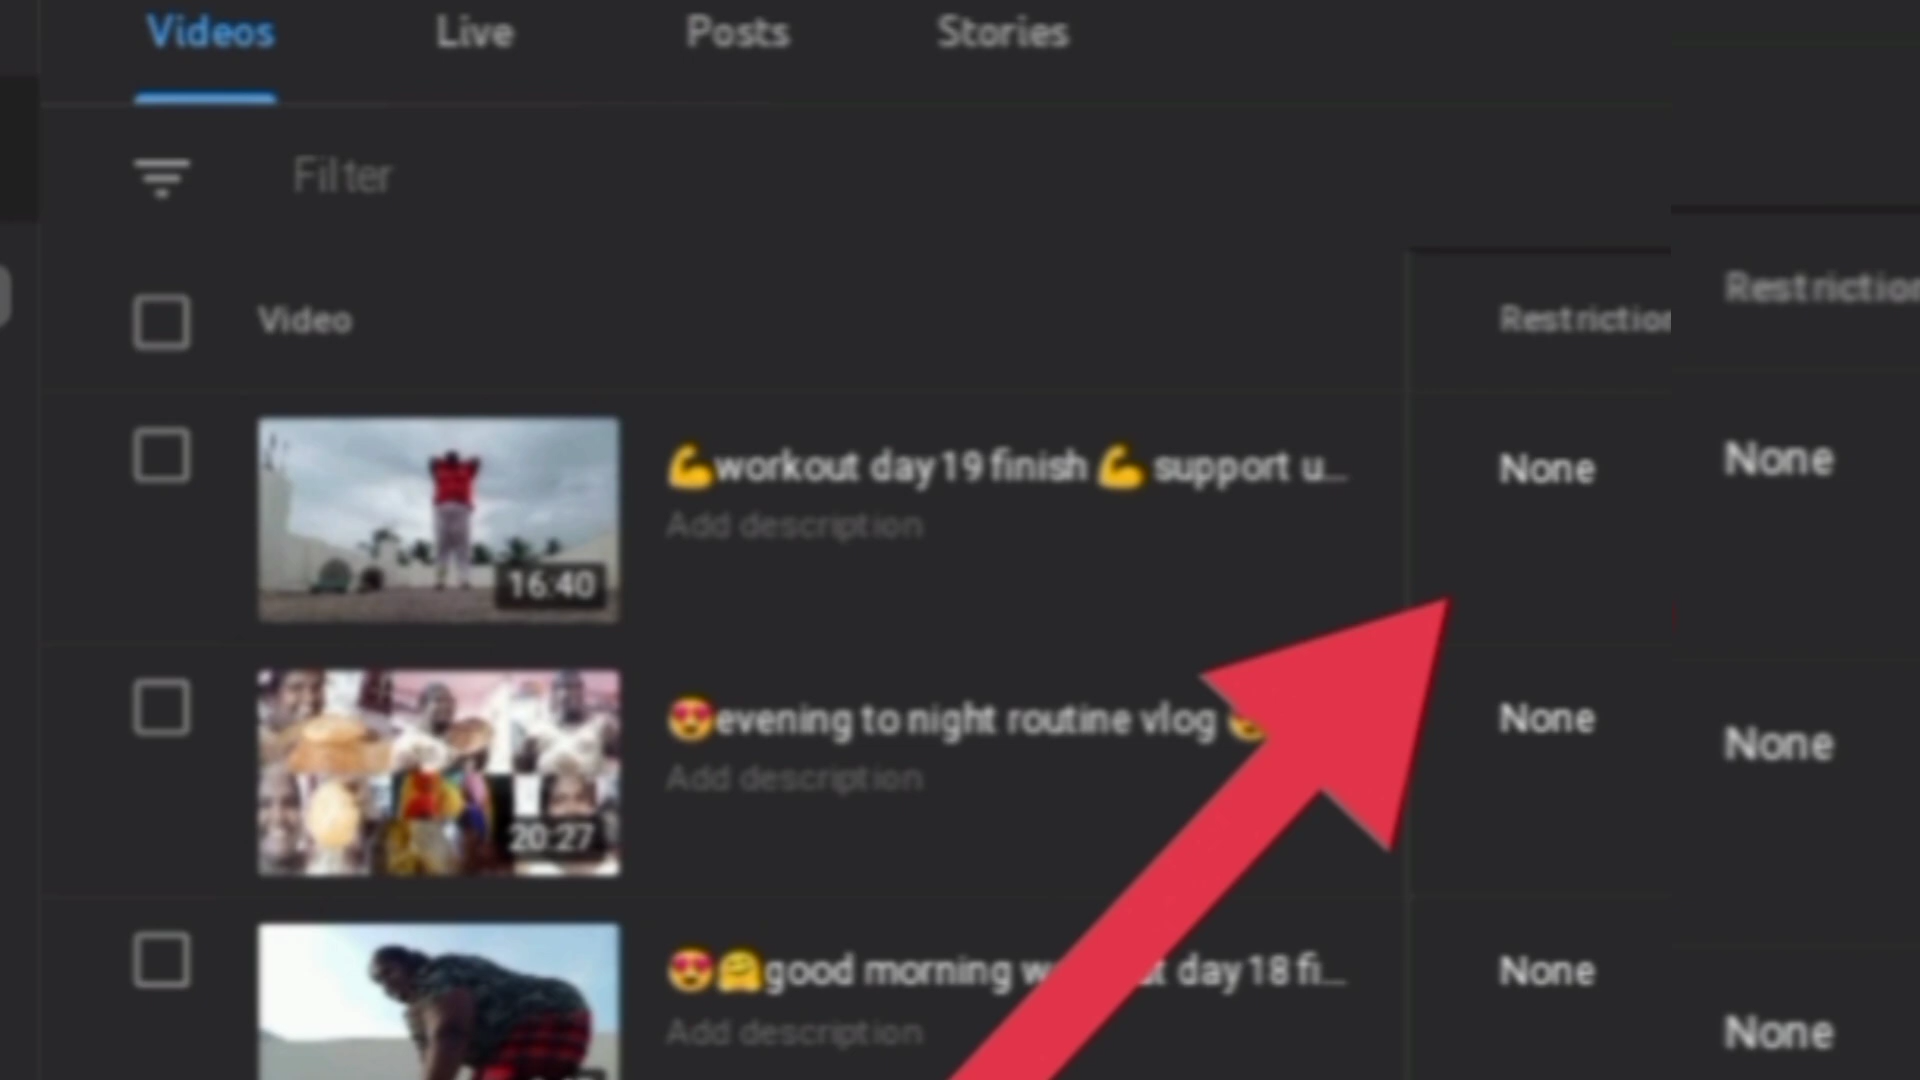 Videos Live Posts Stories
Filter
Video Restriction Restriction
💪workout day 19 finish 💪 support u... None None
Add description
16:40
😍evening to night routine vlog None None
Add description
20:27
😍🤗good morning day 18 fi... None None
Add description